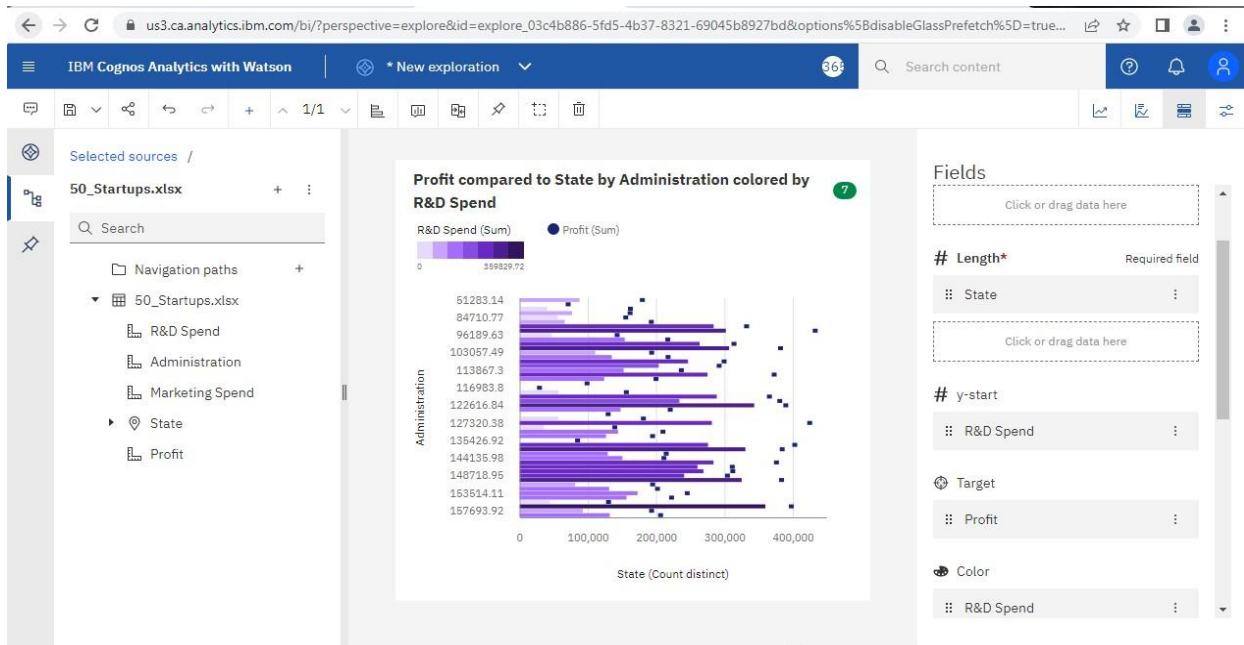 us3.ca.analytics.ibm.com/bi/?perspective=explore&id=explore_03c4b886-5fd5-4b37-8321-69045b8927bd&options%5BdisableGlassPrefetch%5D=true...
IBM Cognos Analytics with Watson
* New exploration
365
Search content
1/1
Selected sources /
50_Startups.xlsx
Search
Navigation paths
50_Startups.xlsx
R&D Spend
Administration
Marketing Spend
State
Profit
Profit compared to State by Administration colored by
R&D Spend
7
R&D Spend (Sum)
Profit (Sum)
0
359829.72
51283.14
84710.77
96189.63
103057.49
113867.3
116983.8
122616.84
127320.38
135426.92
144135.98
148718.95
153514.11
157693.92
Administration
0
100,000
200,000
300,000
400,000
State (Count distinct)
Fields
Click or drag data here
# Length*
Required field
State
Click or drag data here
# y-start
R&D Spend
Target
Profit
Color
R&D Spend